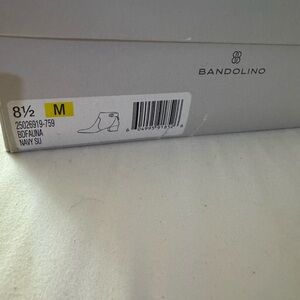 BANDOLINO
8½ M
25026919-759
BOFAUNA
NAVY SU